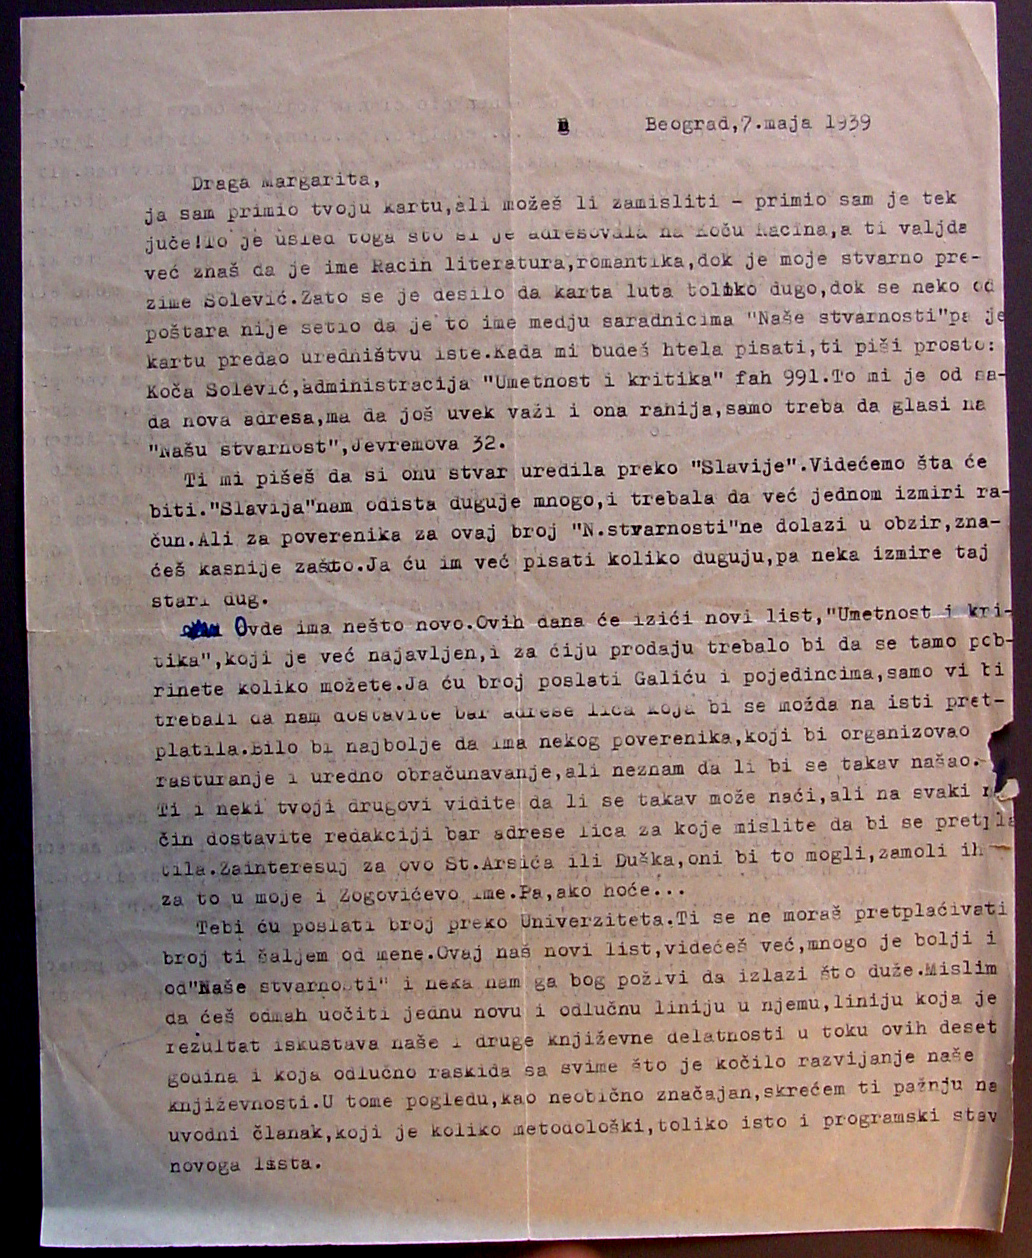 Beograd,7.maja 1939
Draga Margarita,
ja sam primio tvoju kartu,ali možeš li zamisliti - primio sam je tek
juče!To je usled toga što si je adresovala na Koču Racina,a ti valjda
već znaš da je ime Racin literatura,romantika,dok je moje stvarno pre-
zime Solević.Zato se je desilo da karta luta toliko dugo,dok se neko od
poštara nije setio da je to ime medju saradnicima "Naše stvarnosti"pa je
kartu predao uredništvu iste.Kada mi budeš htela pisati,ti piši prosto:
Koča Solević,administracija "Umetnost i kritika" fah 991.To mi je od sa-
da nova adresa,ma da još uvek važi i ona ranija,samo treba da glasi na
"Našu stvarnost",Jevremova 32.
Ti mi pišeš da si onu stvar uredila preko "Slavije".Videćemo šta će
biti."Slavija"nam odista duguje mnogo,i trebala da već jednom izmiri ra-
čun.Ali za poverenika za ovaj broj "N.stvarnosti"ne dolazi u obzir,zna-
ćeš kasnije zašto.Ja ću im već pisati koliko duguju,pa neka izmire taj
stari dug.
Ovde ima nešto novo.Ovih dana će izići novi list,"Umetnost i kri-
tika",koji je već najavljen,i za ćiju prodaju trebalo bi da se tamo pob-
rinete koliko možete.Ja ću broj poslati Galiću i pojedincima,samo vi bi
trebali da nam dostavite bar adrese lica koja bi se možda na isti pret-
platila.Bilo bi najbolje da ima nekog poverenika,koji bi organizovao
rasturanje i uredno obračunavanje,ali neznam da li bi se takav našao.-
Ti i neki tvoji drugovi vidite da li se takav može naći,ali na svaki
čin dostavite redakciji bar adrese lica za koje mislite da bi se pretpla
tila.Zainteresuj za ovo St.Arsića ili Duška,oni bi to mogli,zamoli ih
za to u moje i Zogovićevo ime.Pa,ako hoće...
Tebi ću poslati broj preko Univerziteta.Ti se ne moraš pretplaćivati
broj ti šaljem od mene.Ovaj naš novi list,videćeš već,mnogo je bolji i
od"Naše stvarnosti" i neka nam ga bog poživi da izlazi što duže.Mislim
da ćeš odmah uočiti jednu novu i odlučnu liniju u njemu,liniju koja je
rezultat iskustava naše i druge književne delatnosti u toku ovih deset
godina i koja odlučno raskida sa svime što je kočilo razvijanje naše
književnosti.U tome pogledu,kao neobično značajan,skrećem ti pažnju na
uvodni članak,koji je koliko metodološki,toliko isto i programski stav
novoga lista.